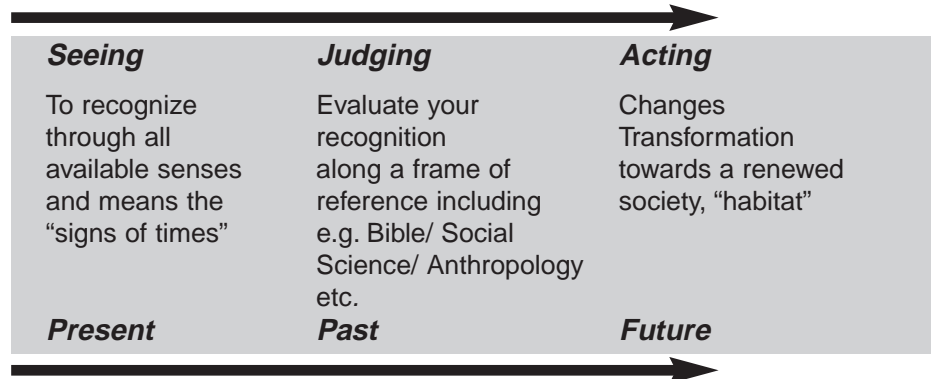 Seeing
To recognize
through all
available senses
and means the
“signs of times”
Present
Judging
Evaluate your
recognition
along a frame of
reference including
e.g. Bible/ Social
Science/ Anthropology
etc.
Past
Acting
Changes
Transformation
towards a renewed
society, “habitat”
Future